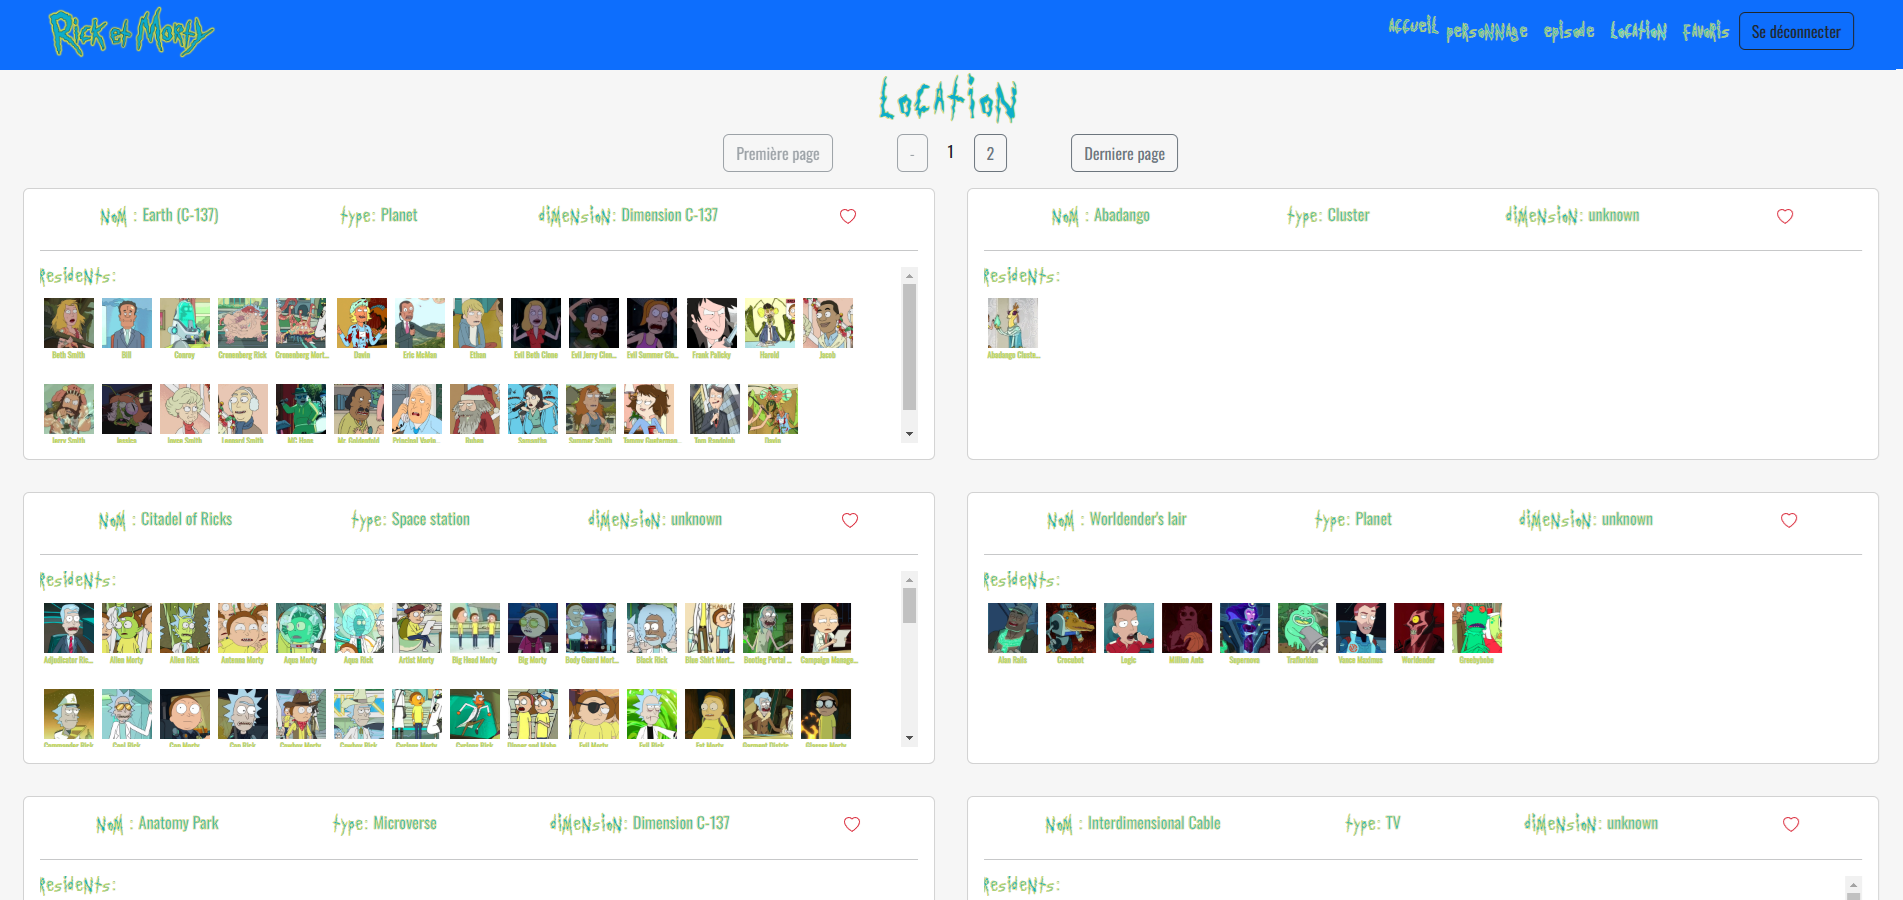 Rick et Morty
Accueil Personnage Episode Location Favoris Se déconnecter
Location
Première page - 1 2 Derniere page
Nom : Earth (C-137) type: Planet dimension: Dimension C-137
Residents:
Beth Smith Bill Conroy Cronenberg Rick Cronenberg Mort... Davin Eric McMan Ethan Evil Beth Clone Evil Jerry Clon... Evil Summer Clo... Frank Palicky Harold Jacob
Jerry Smith Jessica Joyce Smith Leonard Smith MC Haps Mr. Goldenfold Principal Vagin... Ruben Samantha Summer Smith Tommy Tom Randolph Davin
Nom : Abadango type: Cluster dimension: unknown
Residents:
Abadango Cluste...
Nom : Citadel of Ricks type: Space station dimension: unknown
Residents:
Adjudicator Ric... Alien Morty Alien Rick Antenna Morty Aqua Morty Aqua Rick Artist Morty Big Head Morty Big Morty Body Guard Mort... Black Rick Blue Shirt Mort... Bootleg Portal ... Campaign Manage...
Commander Rick Cool Rick Cop Morty Cop Rick Cowboy Morty Cowboy Rick Cyclops Morty Cyclops Rick Evil Morty Evil Rick Fat Morty Garment Distric... Glasses Morty
Nom : Worldender's lair type: Planet dimension: unknown
Residents:
Alan Rails Crocubot Logic Million Ants Supernova Traflorkian Vance Maximus Worldender Greebybobe
Nom : Anatomy Park type: Microverse dimension: Dimension C-137
Residents:
Nom : Interdimensional Cable type: TV dimension: unknown
Residents: